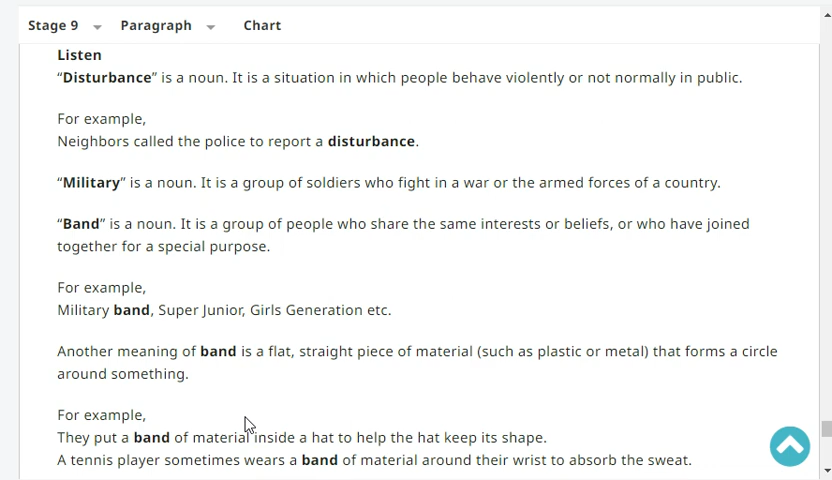 Stage 9 Paragraph Chart
Listen
“Disturbance” is a noun. It is a situation in which people behave violently or not normally in public.
For example,
Neighbors called the police to report a disturbance.
“Military” is a noun. It is a group of soldiers who fight in a war or the armed forces of a country.
“Band” is a noun. It is a group of people who share the same interests or beliefs, or who have joined
together for a special purpose.
For example,
Military band, Super Junior, Girls Generation etc.
Another meaning of band is a flat, straight piece of material (such as plastic or metal) that forms a circle
around something.
For example,
They put a band of material inside a hat to help the hat keep its shape.
A tennis player sometimes wears a band of material around their wrist to absorb the sweat.